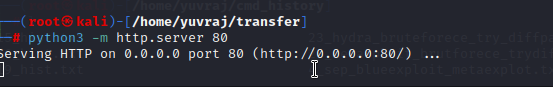 (root㉿kali)-[/home/yuvraj/transfer]
# python3 -m http.server 80
Serving HTTP on 0.0.0.0 port 80 (http://0.0.0.0:80/) ...